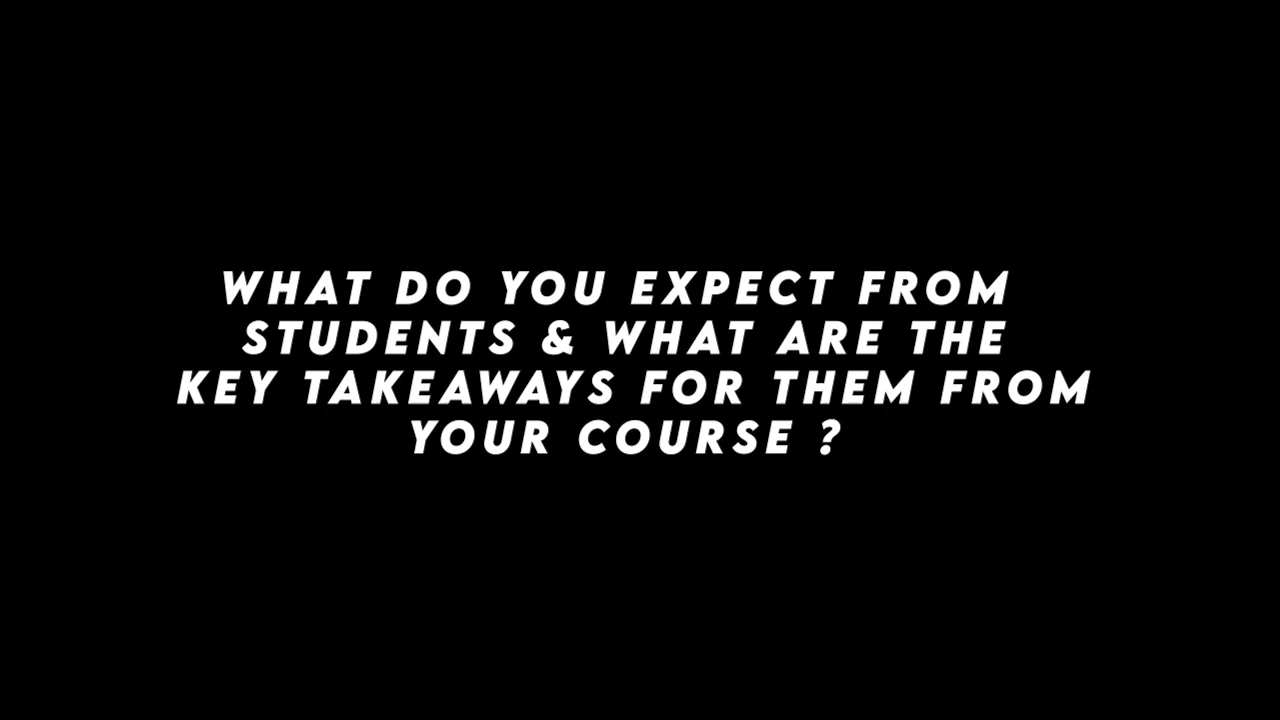 WHAT DO YOU EXPECT FROM
STUDENTS & WHAT ARE THE
KEY TAKEAWAYS FOR THEM FROM
YOUR COURSE ?